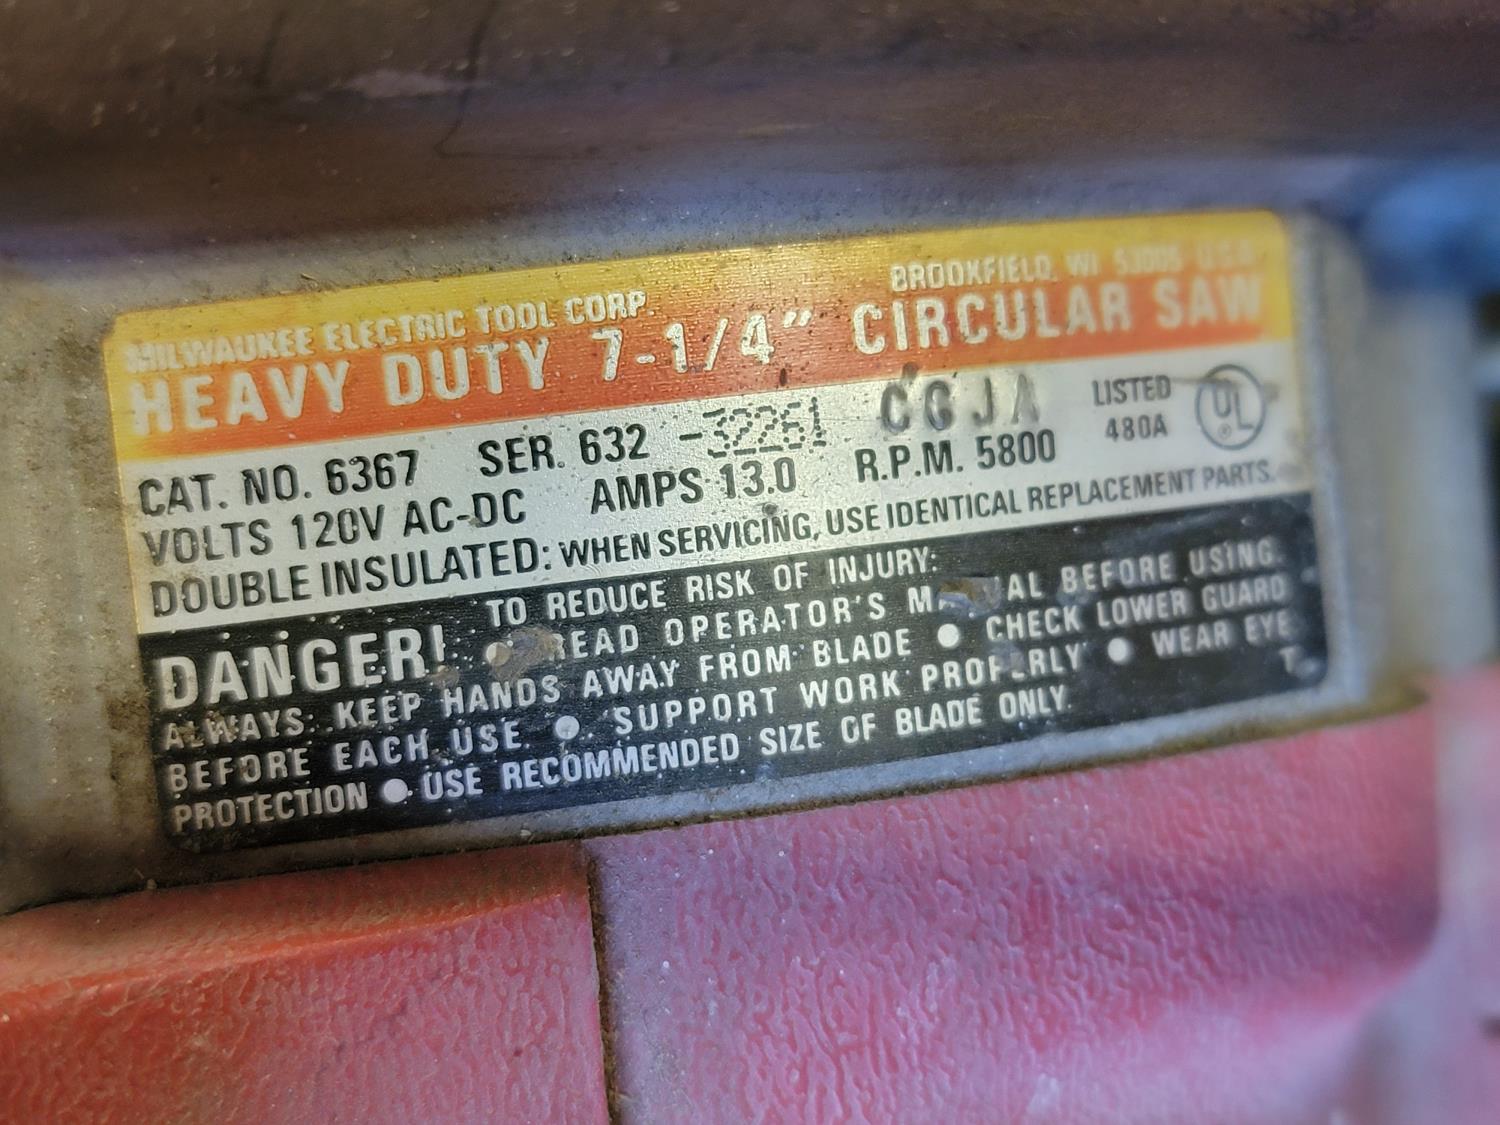 MILWAUKEE ELECTRIC TOOL CORP. BROOKFIELD, WI 53005 U.S.A.
HEAVY DUTY 7-1/4" CIRCULAR SAW
CAT. NO. 6367 SER. 632 -32261 CGJA LISTED 480A UL ®
VOLTS 120V AC-DC AMPS 13.0 R.P.M. 5800
DOUBLE INSULATED: WHEN SERVICING, USE IDENTICAL REPLACEMENT PARTS.
DANGER! TO REDUCE RISK OF INJURY:
● READ OPERATOR'S MANUAL BEFORE USING.
ALWAYS: KEEP HANDS AWAY FROM BLADE ● CHECK LOWER GUARD
BEFORE EACH USE. ● SUPPORT WORK PROPERLY ● WEAR EYE
PROTECTION ● USE RECOMMENDED SIZE OF BLADE ONLY. T